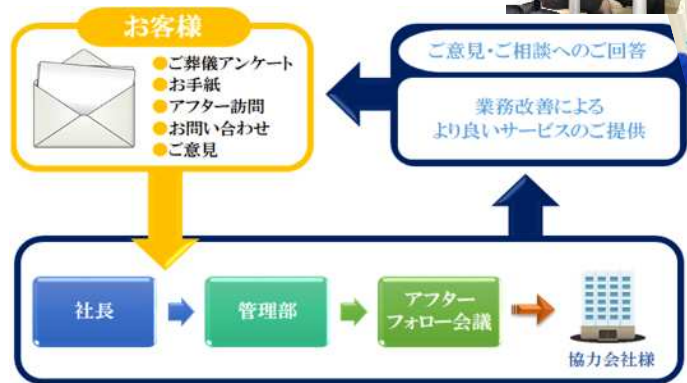 お客様
●ご葬儀アンケート
●お手紙
●アフター訪問
●お問い合わせ
●ご意見
ご意見・ご相談へのご回答
業務改善による
より良いサービスのご提供
社長
管理部
アフター
フォロー会議
協力会社様